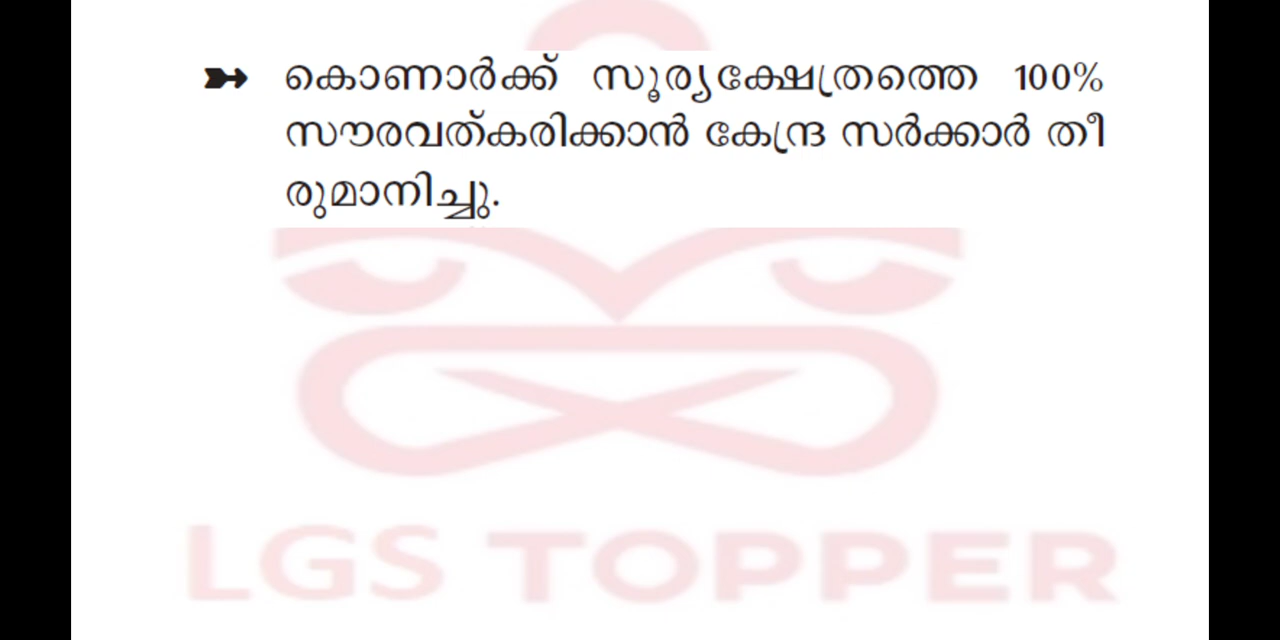 ➳ കൊണാർക്ക് സൂര്യക്ഷേത്രത്തെ 100%
സൗരവത്കരിക്കാൻ കേന്ദ്ര സർക്കാർ തീ
രുമാനിച്ചു.
LGS TOPPER